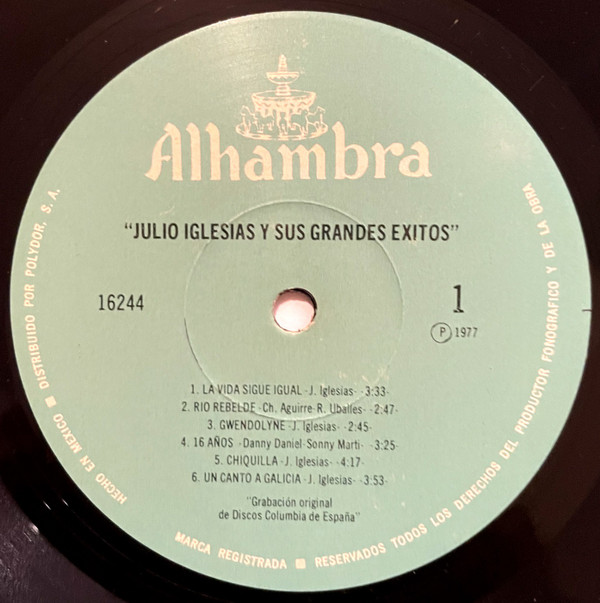 Alhambra
"JULIO IGLESIAS Y SUS GRANDES EXITOS"
16244
1
Ⓟ 1977
1. LA VIDA SIGUE IGUAL -J. Iglesias- -3:33-
2. RIO REBELDE -Ch. Aguirre-R. Uballes- -2:47-
3. GWENDOLYNE -J. Iglesias- -2:45-
4. 16 AÑOS -Danny Daniel-Sonny Marti- -3:25-
5. CHIQUILLA -J. Iglesias- -4:17-
6. UN CANTO A GALICIA -J. Iglesias- -3:53-
"Grabación original
de Discos Columbia de España"
HECHO EN MEXICO ■ DISTRIBUIDO POR POLYDOR, S. A.
MARCA REGISTRADA ■ RESERVADOS TODOS LOS DERECHOS DEL PRODUCTOR FONOGRAFICO Y DE LA OBRA